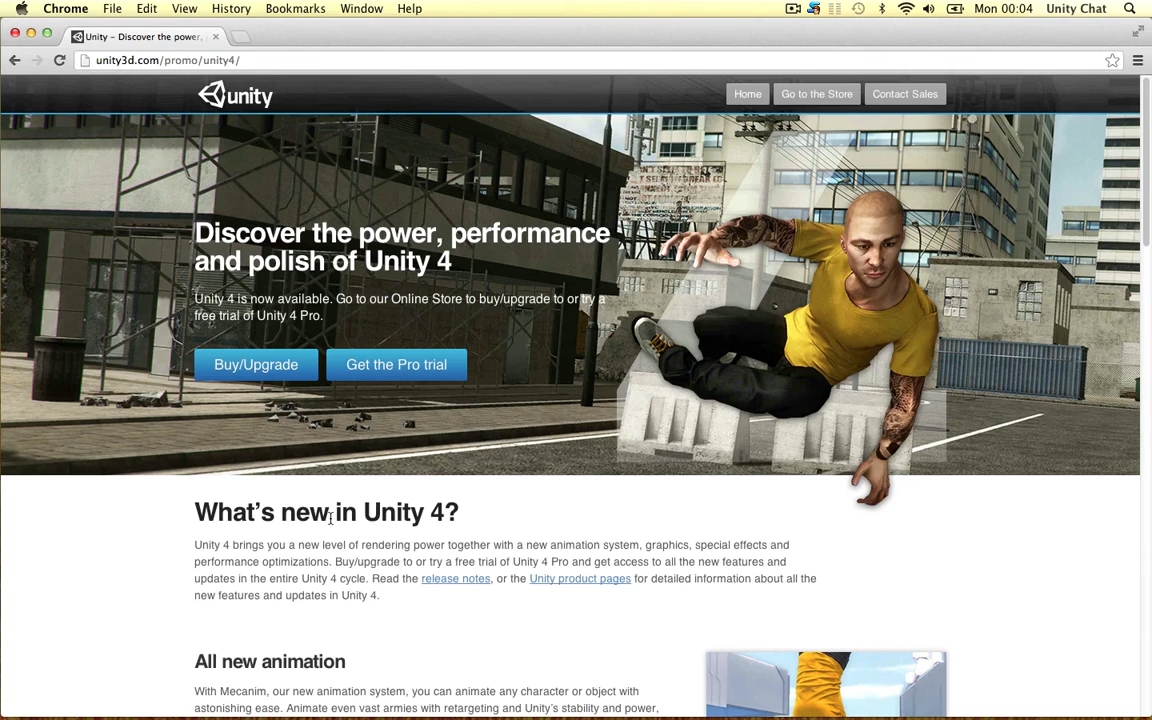 Chrome File Edit View History Bookmarks Window Help Mon 00:04 Unity Chat
Unity – Discover the power,
unity3d.com/promo/unity4/
unity Home Go to the Store Contact Sales
Discover the power, performance
and polish of Unity 4
Unity 4 is now available. Go to our Online Store to buy/upgrade to or try a
free trial of Unity 4 Pro.
Buy/Upgrade Get the Pro trial
What's new in Unity 4?
Unity 4 brings you a new level of rendering power together with a new animation system, graphics, special effects and
performance optimizations. Buy/upgrade to or try a free trial of Unity 4 Pro and get access to all the new features and
updates in the entire Unity 4 cycle. Read the release notes, or the Unity product pages for detailed information about all the
new features and updates in Unity 4.
All new animation
With Mecanim, our new animation system, you can animate any character or object with
astonishing ease. Animate even vast armies with retargeting and Unity's stability and power,